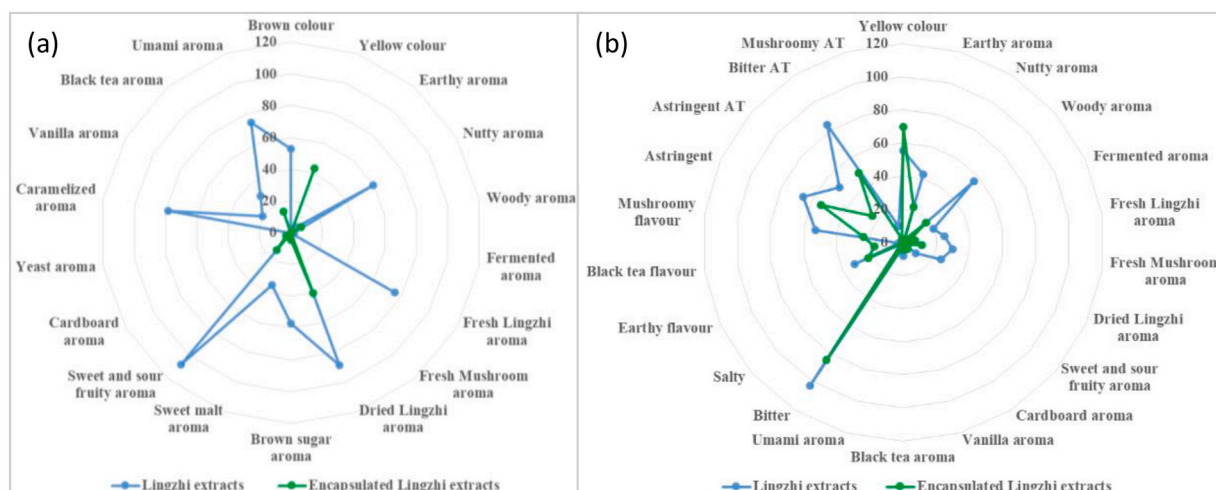 (a)
Brown colour
Yellow colour
Earthy aroma
Nutty aroma
Woody aroma
Fermented
aroma
Fresh Lingzhi
aroma
Fresh Mushroom
aroma
Dried Lingzhi
aroma
Brown sugar
aroma
Sweet malt
aroma
Sweet and sour
fruity aroma
Cardboard
aroma
Yeast aroma
Caramelized
aroma
Vanilla aroma
Black tea aroma
Umami aroma
120
100
80
60
40
20
0
Lingzhi extracts
Encapsulated Lingzhi extracts
(b)
Yellow colour
Earthy aroma
Nutty aroma
Woody aroma
Fermented aroma
Fresh Lingzhi
aroma
Fresh Mushroom
aroma
Dried Lingzhi
aroma
Sweet and sour
fruity aroma
Cardboard aroma
Vanilla aroma
Black tea aroma
Umami aroma
Bitter
Salty
Earthy flavour
Black tea flavour
Mushroomy
flavour
Astringent
Astringent AT
Bitter AT
Mushroomy AT
120
100
80
60
40
20
0
Lingzhi extracts
Encapsulated Lingzhi extracts